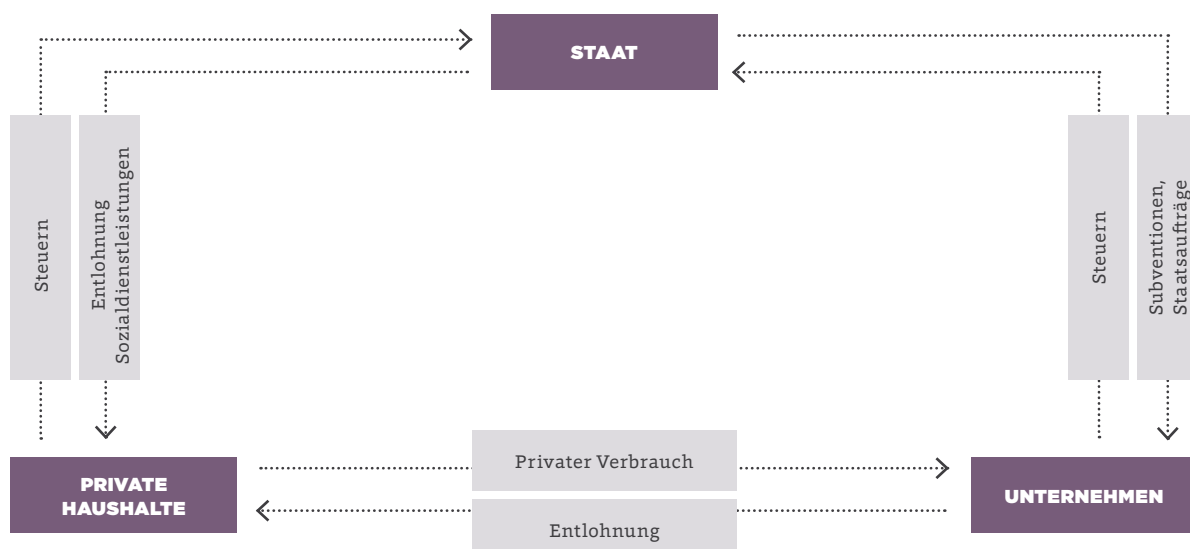 STAAT
Steuern
Entlohnung
Sozialdienstleistungen
Steuern
Subventionen,
Staatsaufträge
Privater Verbrauch
PRIVATE
HAUSHALTE
UNTERNEHMEN
Entlohnung